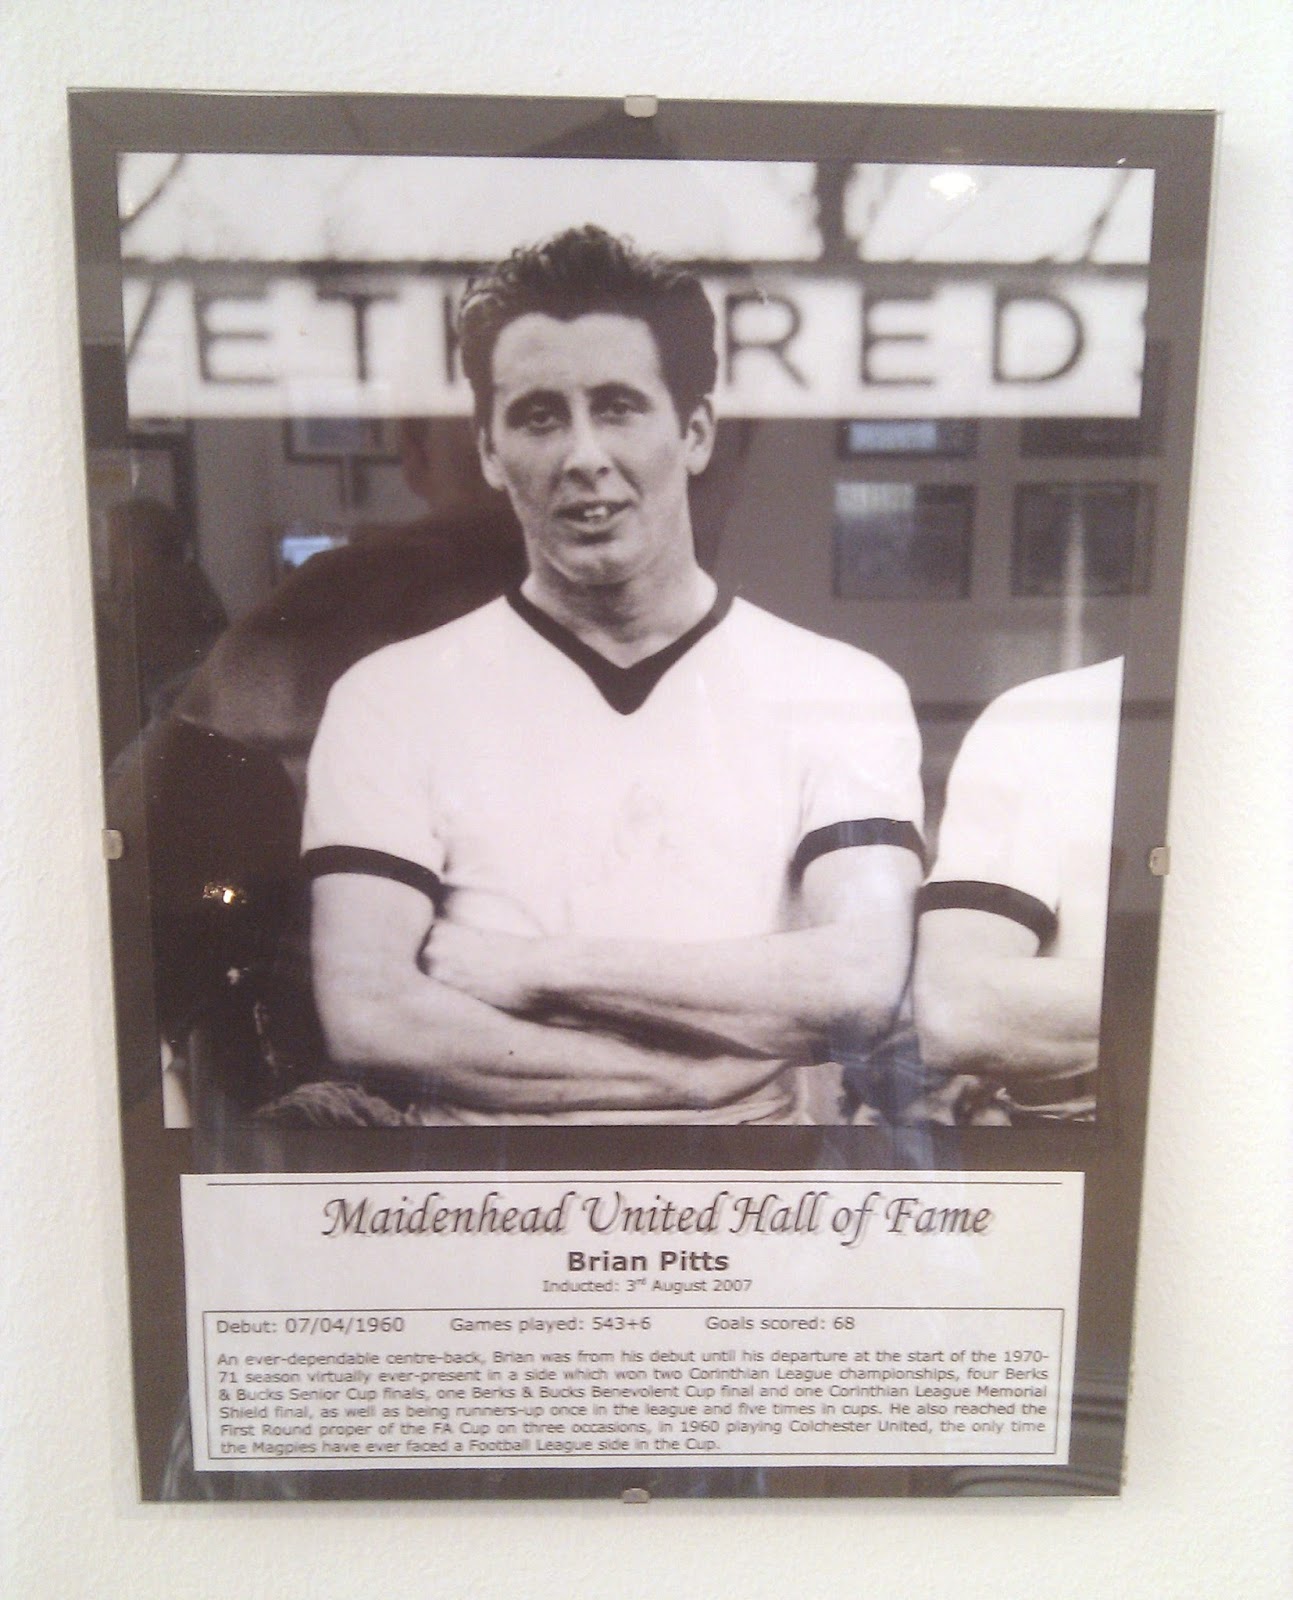 WETH RED
Maidenhead United Hall of Fame
Brian Pitts
Inducted: 3rd August 2007
Debut: 07/04/1960 Games played: 543+6 Goals scored: 68
An ever-dependable centre-back, Brian was from his debut until his departure at the start of the 1970-
71 season virtually ever-present in a side which won two Corinthian League championships, four Berks
& Bucks Senior Cup finals, one Berks & Bucks Benevolent Cup final and one Corinthian League Memorial
Shield final, as well as being runners-up once in the league and five times in cups. He also reached the
First Round proper of the FA Cup on three occasions, in 1960 playing Colchester United, the only time
the Magpies have ever faced a Football League side in the Cup.